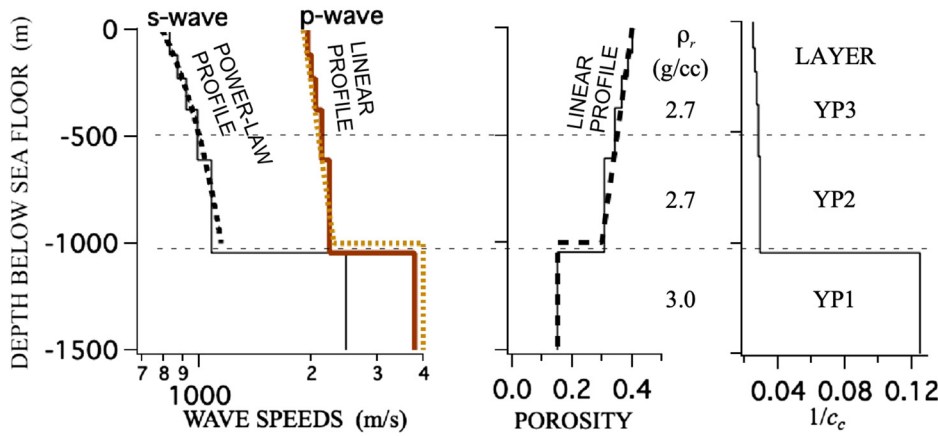 s-wave
p-wave
POWER-LAW
PROFILE
LINEAR
PROFILE
DEPTH BELOW SEA FLOOR (m)
0
-500
-1000
-1500
7 8 9
1000
2 3 4
WAVE SPEEDS (m/s)
LINEAR
PROFILE
ρr
(g/cc)
2.7
2.7
3.0
0.0 0.2 0.4
POROSITY
LAYER
YP3
YP2
YP1
0.04 0.08 0.12
1/cc